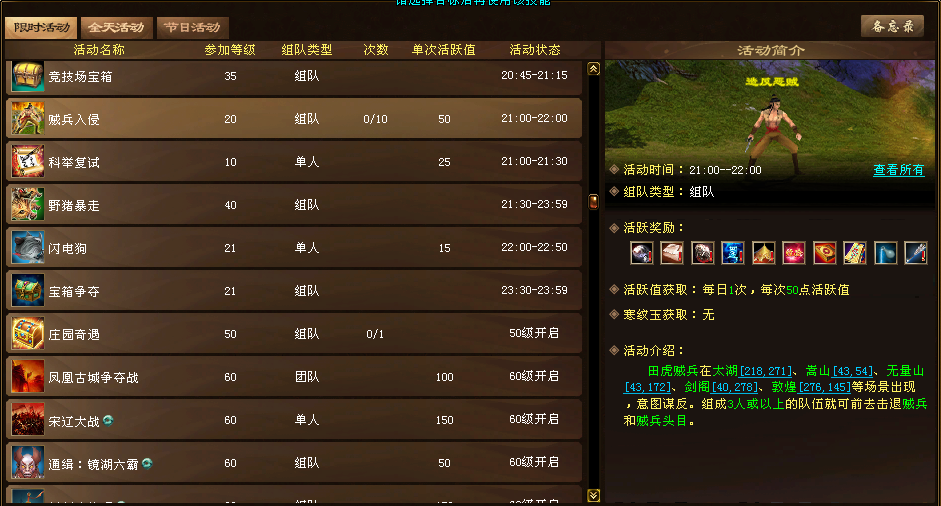 请选择目标后再使用该技能
限时活动 全天活动 节日活动 备忘录
活动名称 参加等级 组队类型 次数 单次活跃值 活动状态
竞技场宝箱 35 组队 20:45-21:15
贼兵入侵 20 组队 0/10 50 21:00-22:00
科举复试 10 单人 25 21:00-21:30
野猪暴走 40 组队 21:30-23:59
闪电狗 21 单人 15 22:00-22:50
宝箱争夺 21 组队 23:30-23:59
庄园奇遇 50 组队 0/1 50级开启
凤凰古城争夺战 60 团队 100 60级开启
宋辽大战 60 单人 150 60级开启
通缉：镜湖六霸 60 组队 50 60级开启
活动简介
造反恶贼
活动时间：21:00--22:00 查看所有
组队类型：组队
活跃奖励：
活跃值获取：每日1次，每次50点活跃值
寒纹玉获取：无
活动介绍：
田虎贼兵在太湖[218,271]、嵩山[43,54]、无量山
[43,172]、剑阁[40,278]、敦煌[276,145]等场景出现
，意图谋反。组成3人或以上的队伍就可前去击退贼兵
和贼兵头目。